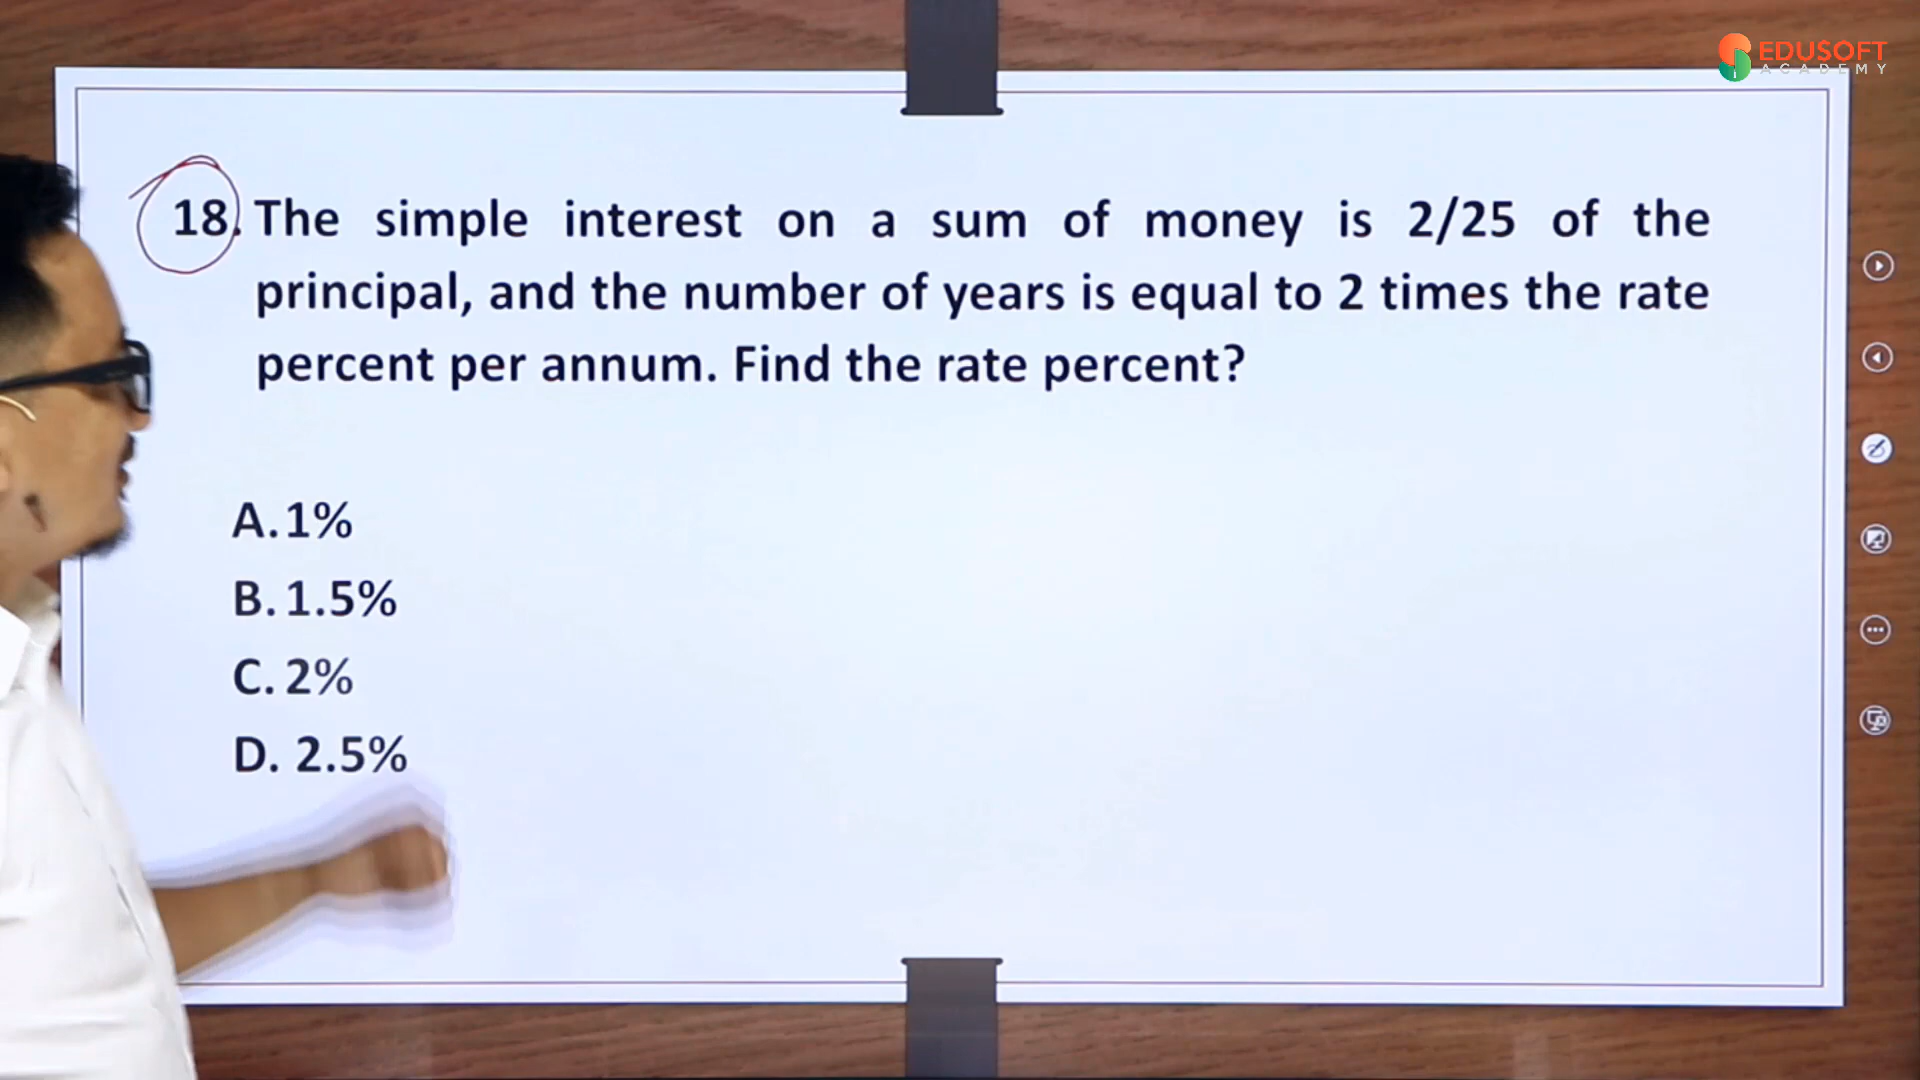 EDUSOFT
ACADEMY
18. The simple interest on a sum of money is 2/25 of the
principal, and the number of years is equal to 2 times the rate
percent per annum. Find the rate percent?
A. 1%
B. 1.5%
C. 2%
D. 2.5%